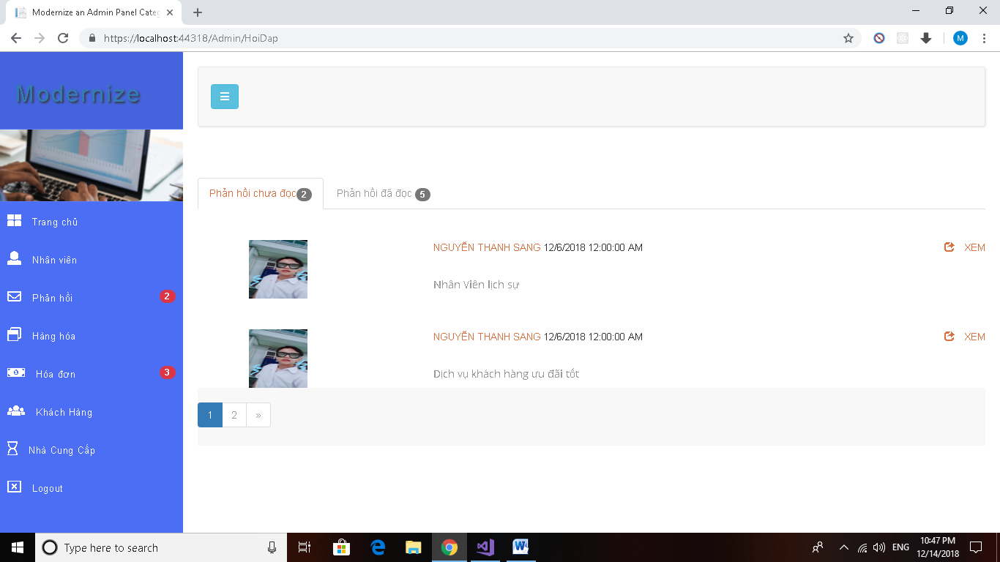 Modernize an Admin Panel Categ
https://localhost:44318/Admin/HoiDap
M
Modernize
Trang chủ
Nhân viên
Phản hồi 2
Hàng hóa
Hóa đơn 3
Khách Hàng
Nhà Cung Cấp
Logout
Phản hồi chưa đọc 2 Phản hồi đã đọc 5
NGUYỄN THANH SANG 12/6/2018 12:00:00 AM XEM
Nhân Viên lịch sự
NGUYỄN THANH SANG 12/6/2018 12:00:00 AM XEM
Dịch vụ khách hàng ưu đãi tốt
1 2 »
Type here to search
ENG
10:47 PM
12/14/2018